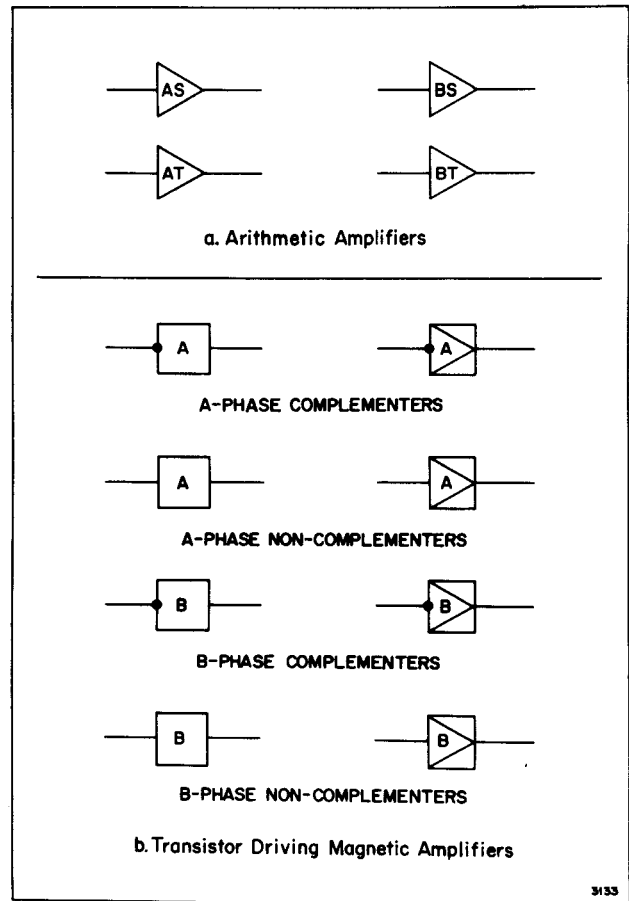 AS BS
AT BT
a. Arithmetic Amplifiers
A A
A-PHASE COMPLEMENTERS
A A
A-PHASE NON-COMPLEMENTERS
B B
B-PHASE COMPLEMENTERS
B B
B-PHASE NON-COMPLEMENTERS
b. Transistor Driving Magnetic Amplifiers
3133